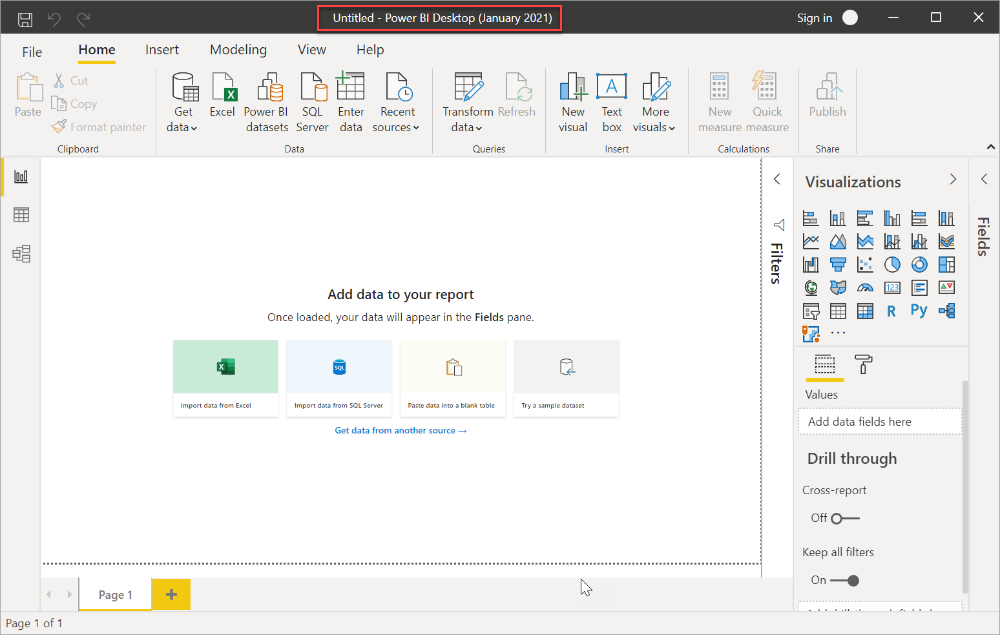 Untitled - Power BI Desktop (January 2021)
Sign in
File
Home
Insert
Modeling
View
Help
Paste
Cut
Copy
Format painter
Clipboard
Get data
Excel
Power BI datasets
SQL Server
Enter data
Recent sources
Data
Transform data
Refresh
Queries
New visual
Text box
More visuals
Insert
New measure
Quick measure
Calculations
Publish
Share
Add data to your report
Once loaded, your data will appear in the Fields pane.
Import data from Excel
SQL
Import data from SQL Server
Paste data into a blank table
Try a sample dataset
Get data from another source →
Filters
Visualizations
123
R
Py
...
Values
Add data fields here
Drill through
Cross-report
Off
Keep all filters
On
Fields
Page 1
Page 1 of 1